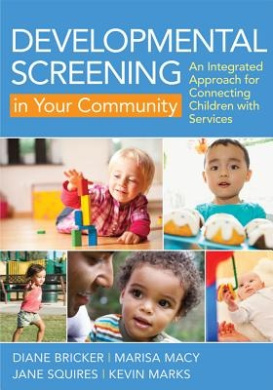 DEVELOPMENTAL
SCREENING
in Your Community
An Integrated
Approach for
Connecting
Children with
Services
DIANE BRICKER | MARISA MACY
JANE SQUIRES | KEVIN MARKS